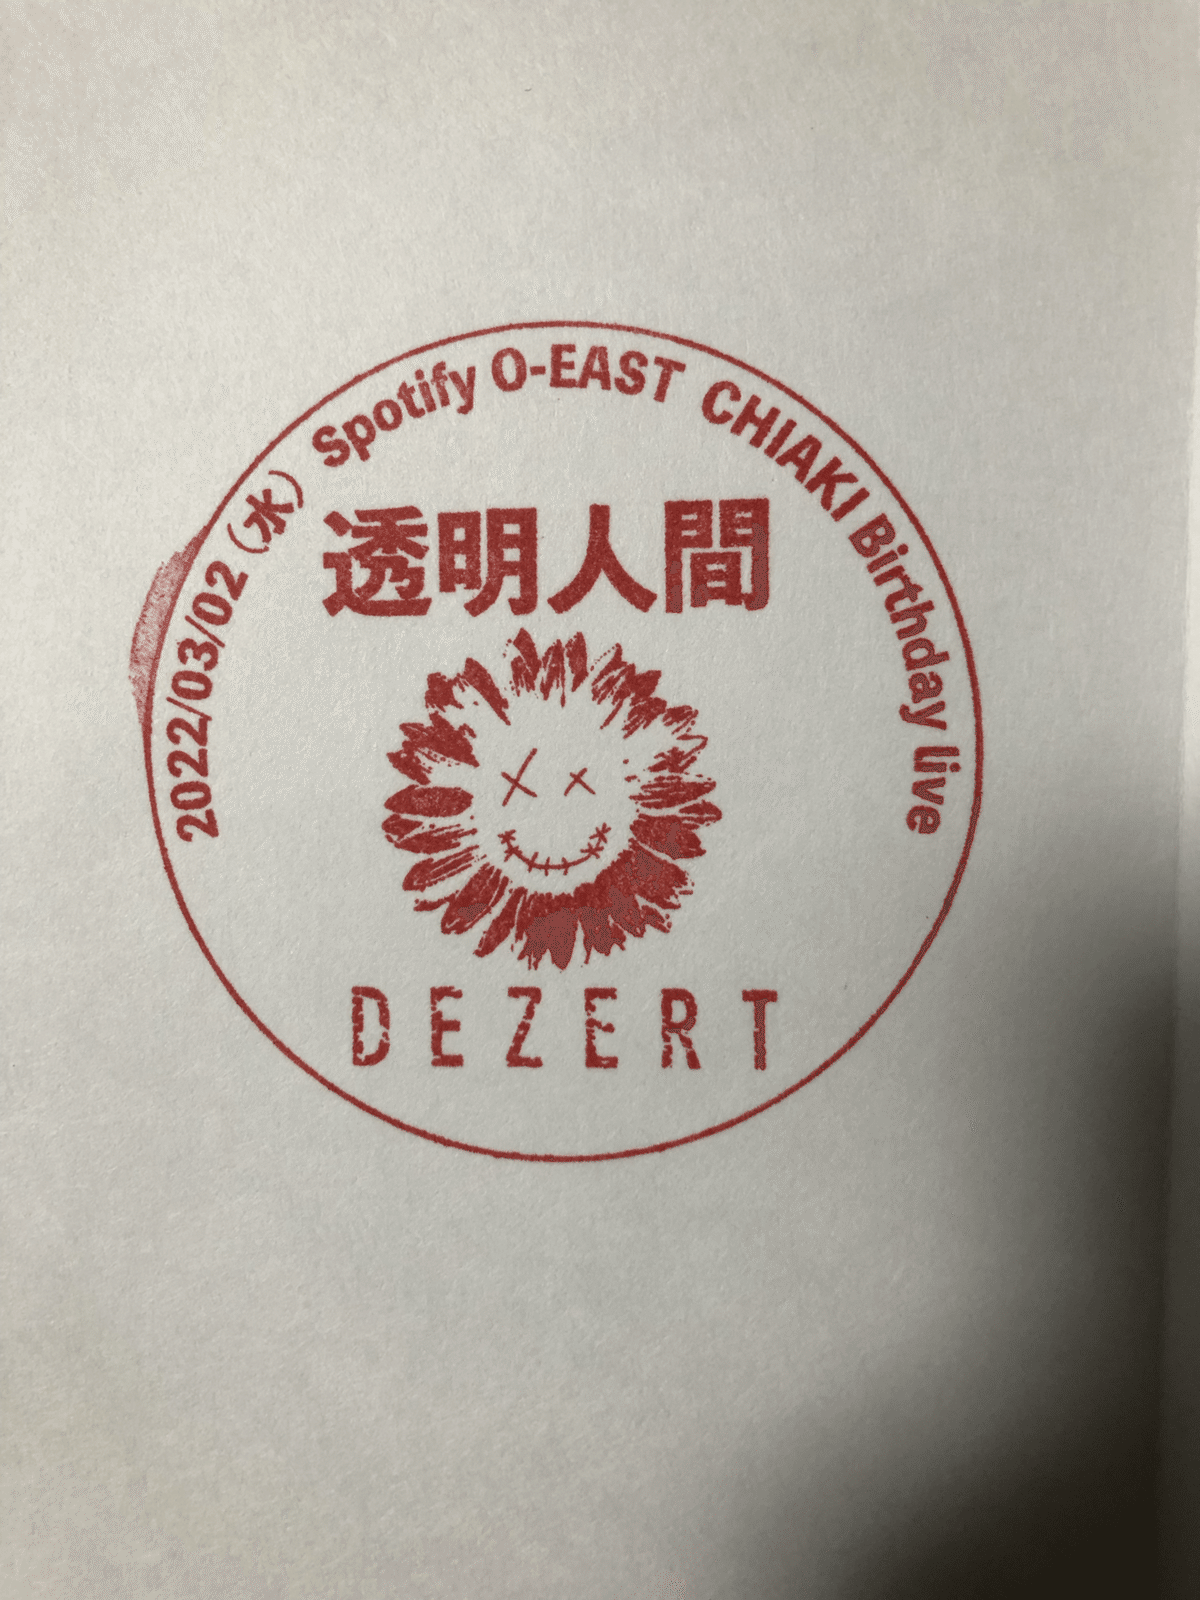 2022/03/02（水） Spotify O-EAST CHIAKI Birthday live
透明人間
DEZERT